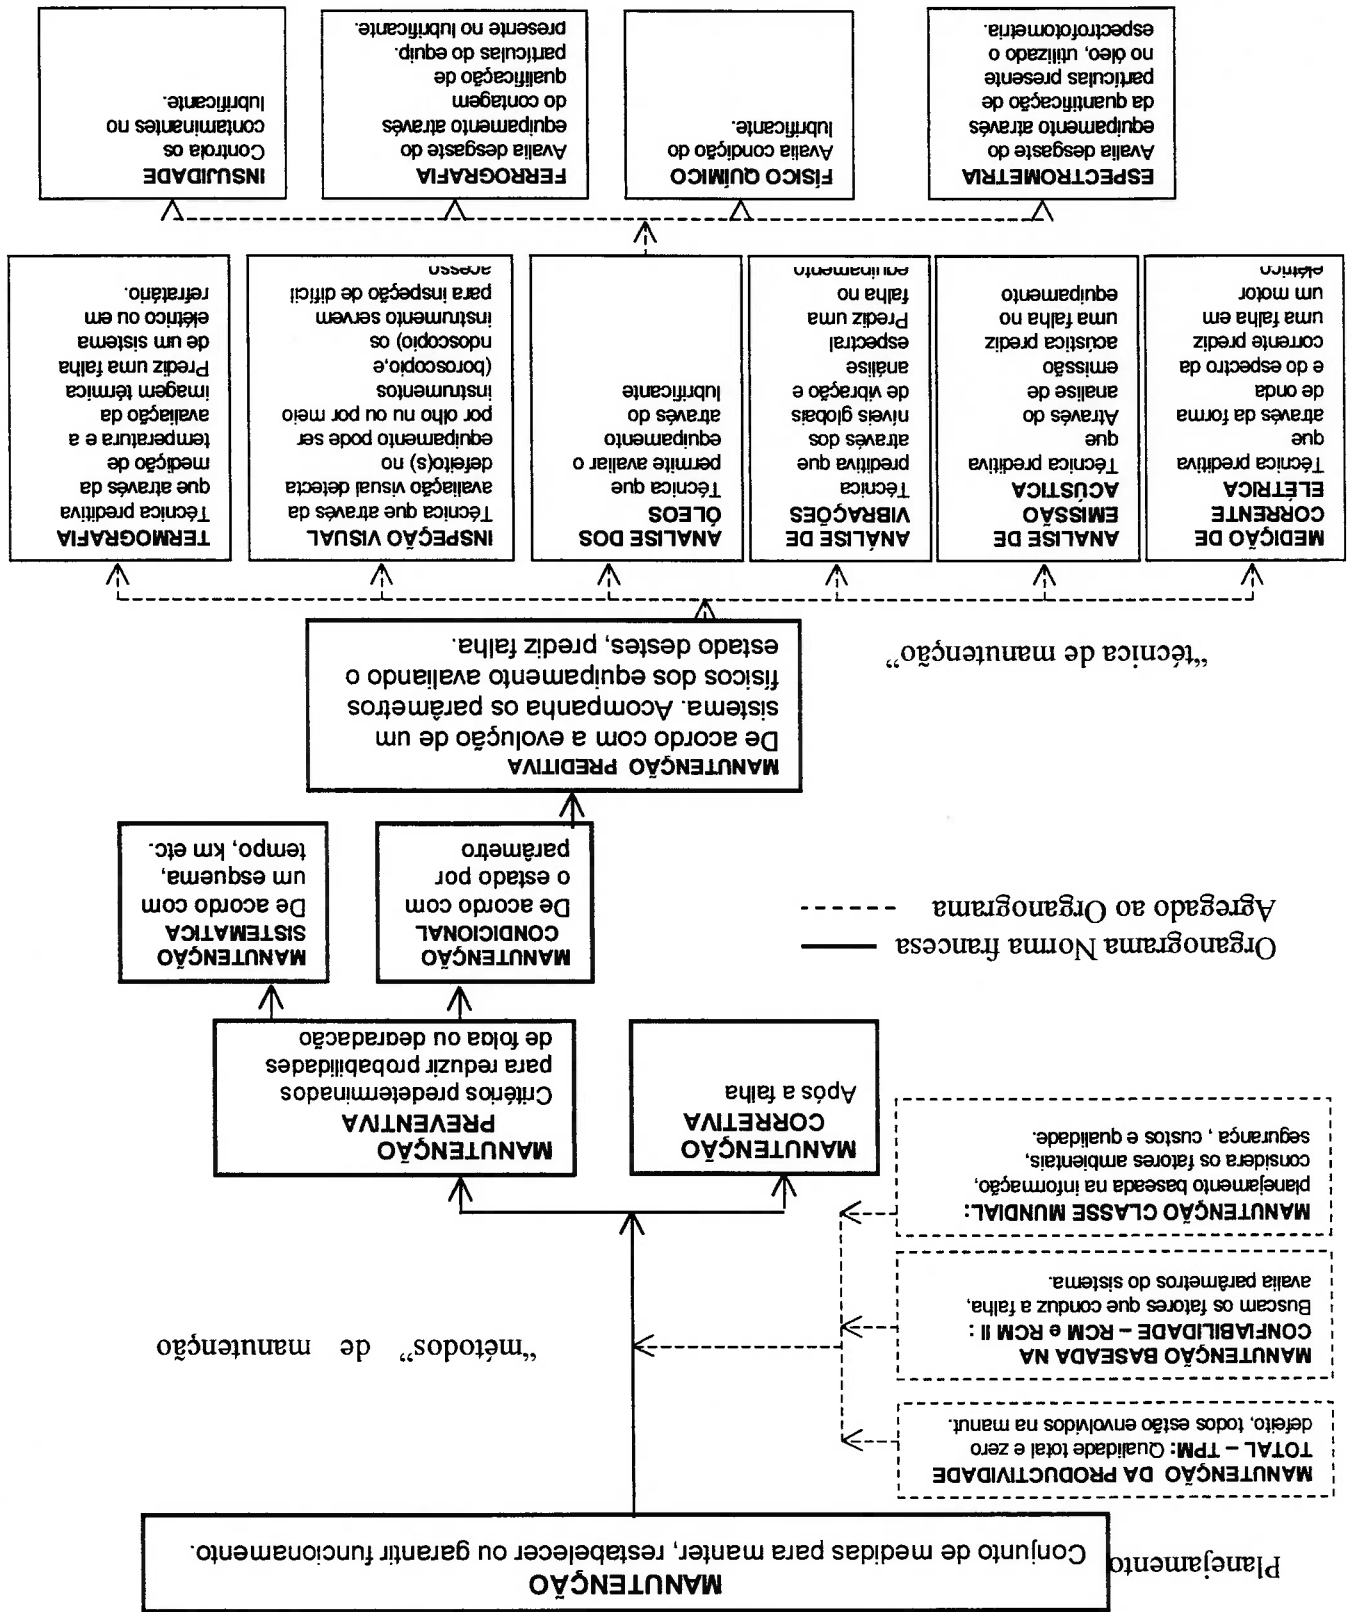 Planejamento
MANUTENÇÃO
Conjunto de medidas para manter, restabelecer ou garantir funcionamento.
MANUTENÇÃO DA PRODUCTIVIDADE
TOTAL – TPM: Qualidade total e zero
defeito, todos estão envolvidos na manut.
MANUTENÇÃO BASEADA NA
CONFIABILIDADE – RCM e RCM II :
Buscam os fatores que conduz a falha,
avalia parâmetros do sistema.
MANUTENÇÃO CLASSE MUNDIAL:
planejamento baseada na informação,
considera os fatores ambientais,
segurança , custos e qualidade.
“métodos” de manutenção
MANUTENÇÃO
CORRETIVA
Após a falha
MANUTENÇÃO
PREVENTIVA
Critérios predeterminados
para reduzir probabilidades
de folga ou degradação
Organograma Norma francesa
Agregado ao Organograma
MANUTENÇÃO
CONDICIONAL
De acordo com
o estado por
parâmetro
MANUTENÇÃO
SISTEMATICA
De acordo com
um esquema,
tempo, km etc.
MANUTENÇÃO PREDITIVA
De acordo com a evolução de um
sistema. Acompanha os parâmetros
físicos dos equipamento avaliando o
estado destes, prediz falha.
“técnica de manutenção”
MEDIÇÃO DE
CORRENTE
ELÉTRICA
Técnica preditiva
que
através da forma
de onda
e do espectro da
corrente prediz
uma falha em
um motor
elétrico
ANALISE DE
EMISSÃO
ACÚSTICA
Técnica preditiva
que
Através do
analise de
emissão
acústica prediz
uma falha no
equipamento
ANÁLISE DE
VIBRAÇÕES
Técnica
preditiva que
através dos
níveis globais
de vibração e
análise
espectral
Prediz uma
falha no
equipamento
ANALISE DOS
ÓLEOS
Técnica que
permite avaliar o
equipamento
através do
lubrificante
INSPEÇÃO VISUAL
Técnica que através da
avaliação visual detecta
defeito(s) no
equipamento pode ser
por olho nu ou por meio
instrumentos
(boroscopio,e
ndoscopio) os
instrumento servem
para inspeção de difícil
acesso
TERMOGRAFIA
Técnica preditiva
que através da
medição de
temperatura e a
avaliação da
imagem térmica
Prediz uma falha
de um sistema
elétrico ou em
refratário.
ESPECTROMETRIA
Avalia desgaste do
equipamento através
da quantificação de
partículas presente
no óleo, utilizado o
espectrofotometria.
FÍSICO QUÍMICO
Avalia condição do
lubrificante.
FERROGRAFIA
Avalia desgaste do
equipamento através
do contagem
qualificação de
partículas do equip.
presente no lubrificante.
INSUJIDADE
Controla os
contaminantes no
lubrificante.